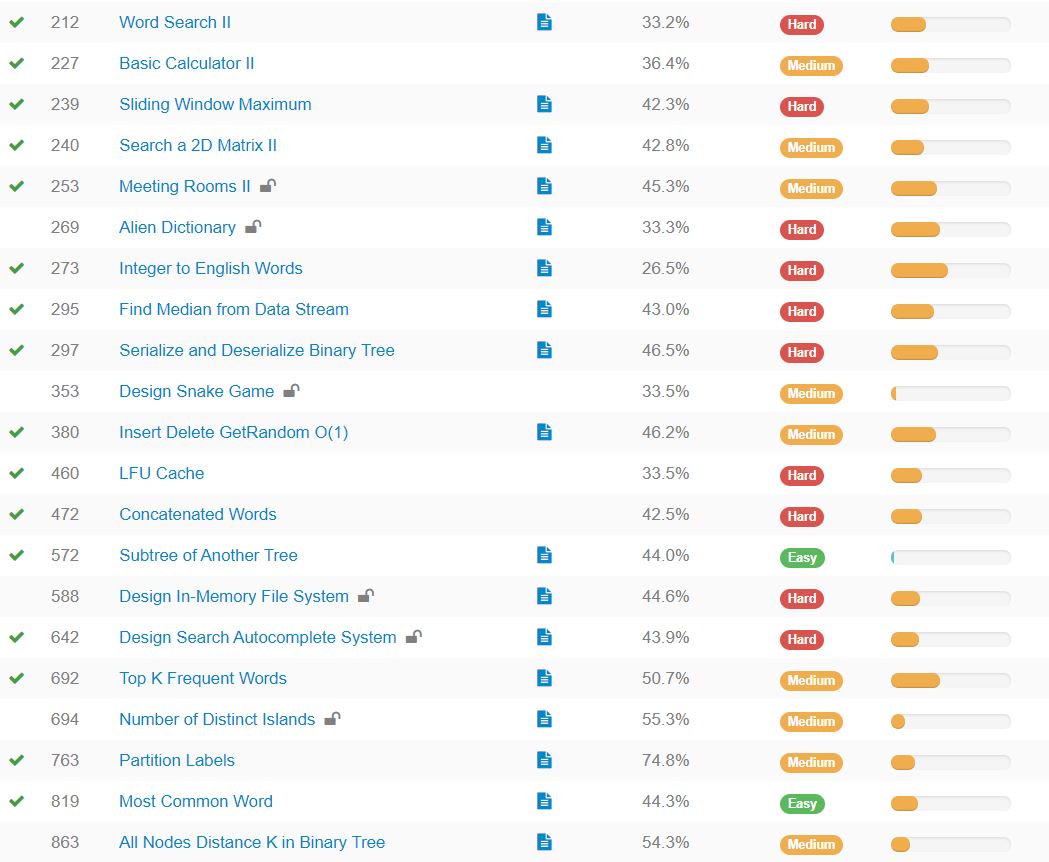 212 Word Search II 33.2% Hard
227 Basic Calculator II 36.4% Medium
239 Sliding Window Maximum 42.3% Hard
240 Search a 2D Matrix II 42.8% Medium
253 Meeting Rooms II 45.3% Medium
269 Alien Dictionary 33.3% Hard
273 Integer to English Words 26.5% Hard
295 Find Median from Data Stream 43.0% Hard
297 Serialize and Deserialize Binary Tree 46.5% Hard
353 Design Snake Game 33.5% Medium
380 Insert Delete GetRandom O(1) 46.2% Medium
460 LFU Cache 33.5% Hard
472 Concatenated Words 42.5% Hard
572 Subtree of Another Tree 44.0% Easy
588 Design In-Memory File System 44.6% Hard
642 Design Search Autocomplete System 43.9% Hard
692 Top K Frequent Words 50.7% Medium
694 Number of Distinct Islands 55.3% Medium
763 Partition Labels 74.8% Medium
819 Most Common Word 44.3% Easy
863 All Nodes Distance K in Binary Tree 54.3% Medium